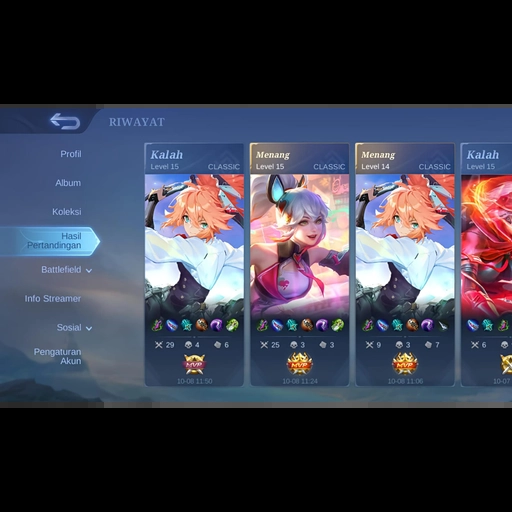 RIWAYAT
Profil
Album
Koleksi
Hasil
Pertandingan
Battlefield
Info Streamer
Sosial
Pengaturan
Akun
Kalah
Level 15 CLASSIC
29 4 6
MVP
10-08 11:50
Menang
Level 15 CLASSIC
25 3 3
MVP
10-08 11:24
Menang
Level 14 CLASSIC
9 3 7
MVP
10-08 11:06
Kalah
Level 15
6
10-07